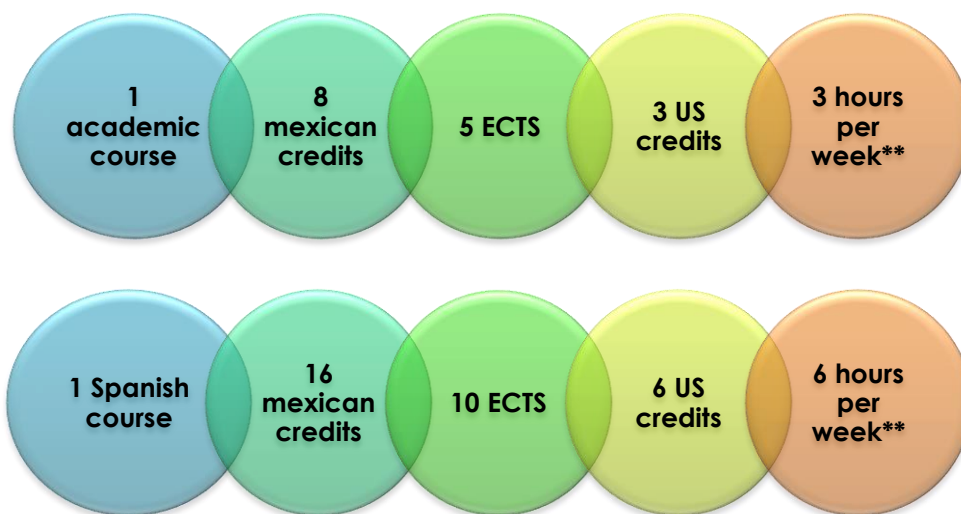 1
academic
course
8
mexican
credits
5 ECTS
3 US
credits
3 hours
per
week**
1 Spanish
course
16
mexican
credits
10 ECTS
6 US
credits
6 hours
per
week**